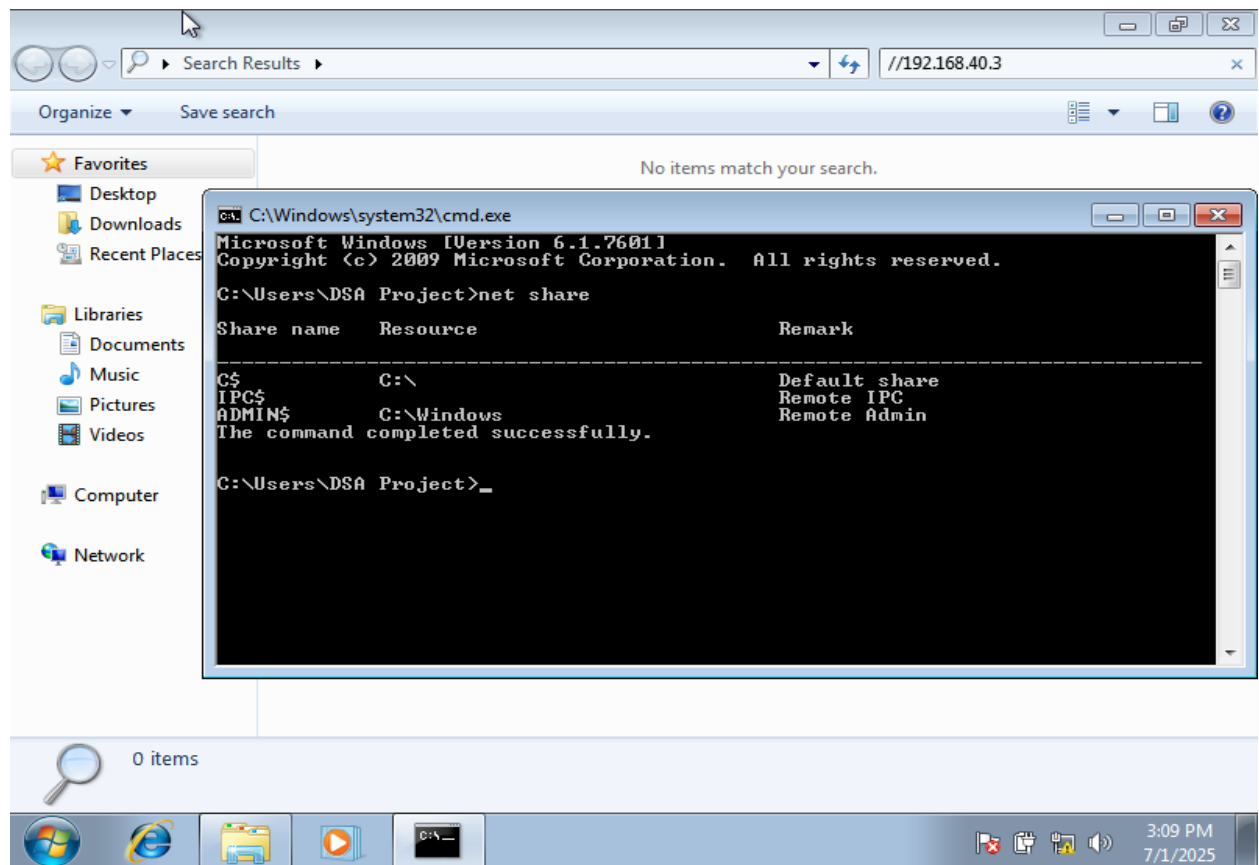 Search Results
//192.168.40.3
Organize
Save search
Favorites
Desktop
Downloads
Recent Places
Libraries
Documents
Music
Pictures
Videos
Computer
Network
No items match your search.
C:\Windows\system32\cmd.exe
Microsoft Windows [Version 6.1.7601]
Copyright (c) 2009 Microsoft Corporation.  All rights reserved.
C:\Users\DSA Project>net share
Share name   Resource                        Remark
C$           C:\                             Default share
IPC$                                         Remote IPC
ADMIN$       C:\Windows                      Remote Admin
The command completed successfully.
C:\Users\DSA Project>_
0 items
C:\_
3:09 PM
7/1/2025